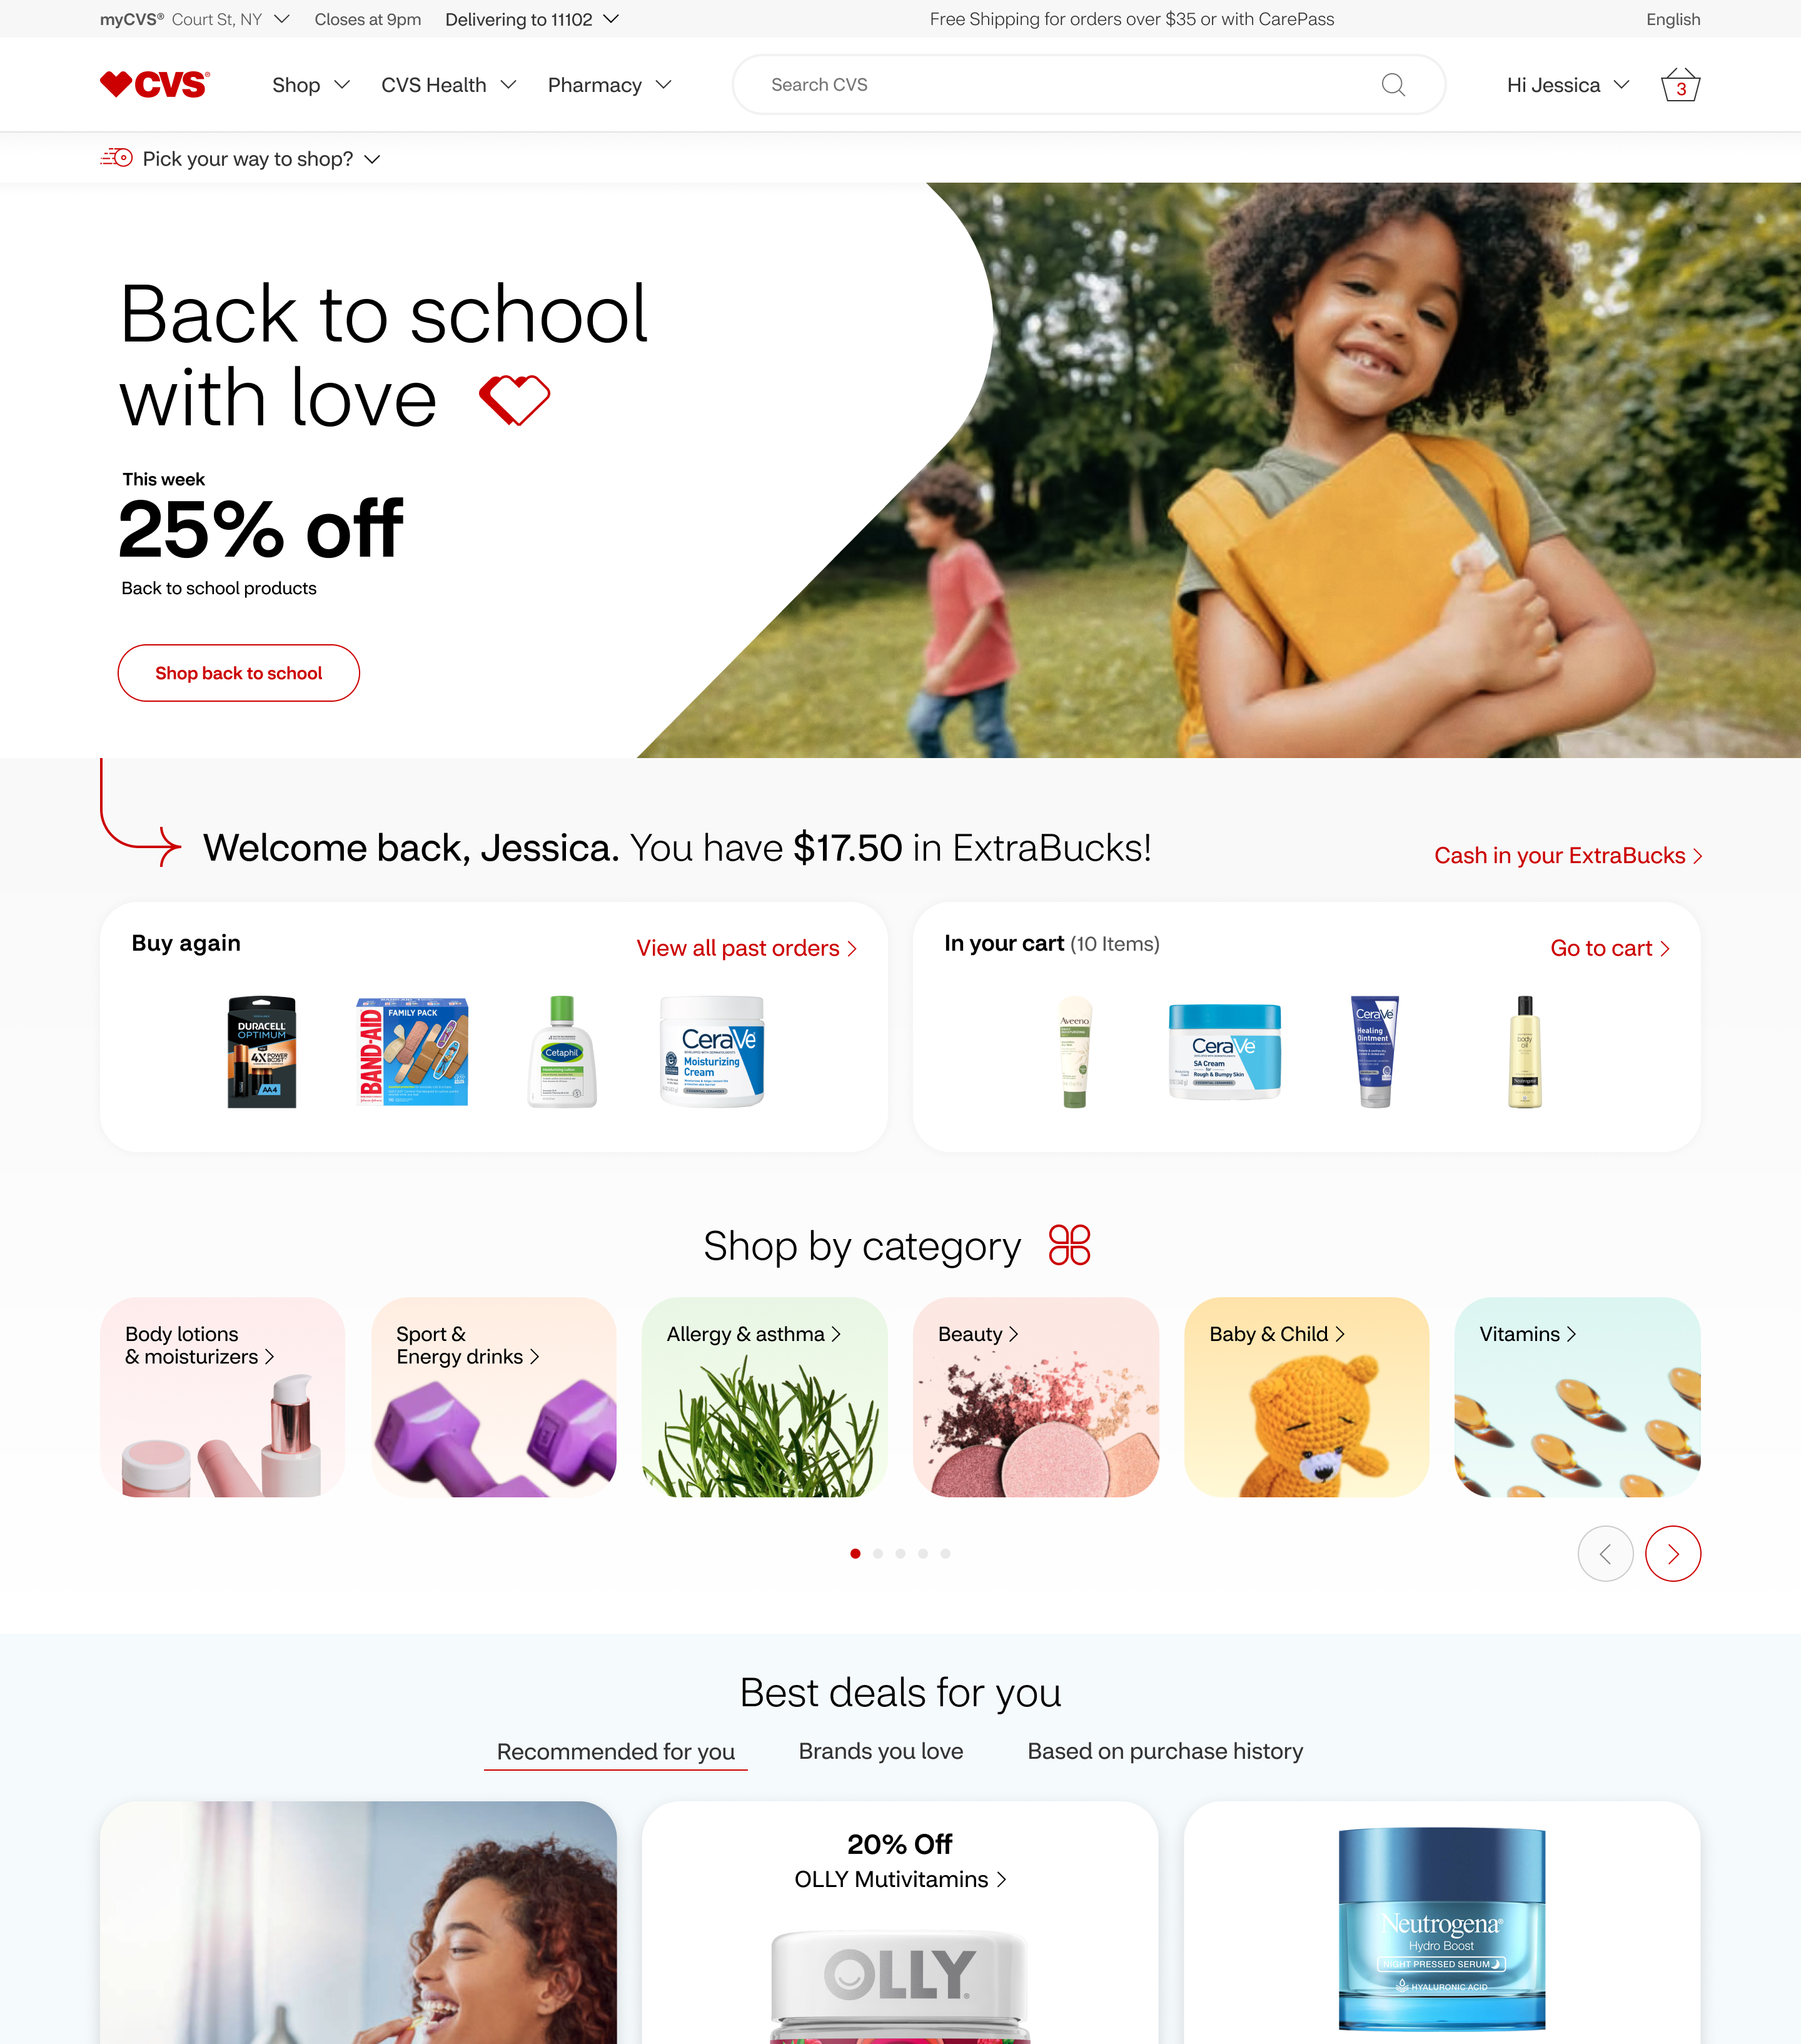 myCVS® Court St, NY
Closes at 9pm
Delivering to 11102
Free Shipping for orders over $35 or with CarePass
English
CVS®
Shop
CVS Health
Pharmacy
Search CVS
Hi Jessica
3
Pick your way to shop?
Back to school
with love
This week
25% off
Back to school products
Shop back to school
Welcome back, Jessica. You have $17.50 in ExtraBucks!
Cash in your ExtraBucks
Buy again
View all past orders
DURACELL
OPTIMUM
4X POWER
BOOST
AA4
BAND-AID
FAMILY PACK
Cetaphil
CeraVe
Moisturizing
Cream
In your cart (10 Items)
Go to cart
Aveeno
CeraVe
SA Cream
for
Rough & Bumpy Skin
CeraVe
Healing
Ointment
body
oil
Neutrogena
Shop by category
Body lotions
& moisturizers
Sport &
Energy drinks
Allergy & asthma
Beauty
Baby & Child
Vitamins
Best deals for you
Recommended for you
Brands you love
Based on purchase history
20% Off
OLLY Mutivitamins
OLLY.
Neutrogena®
Hydro Boost
NIGHT PRESSED SERUM
HYALURONIC ACID